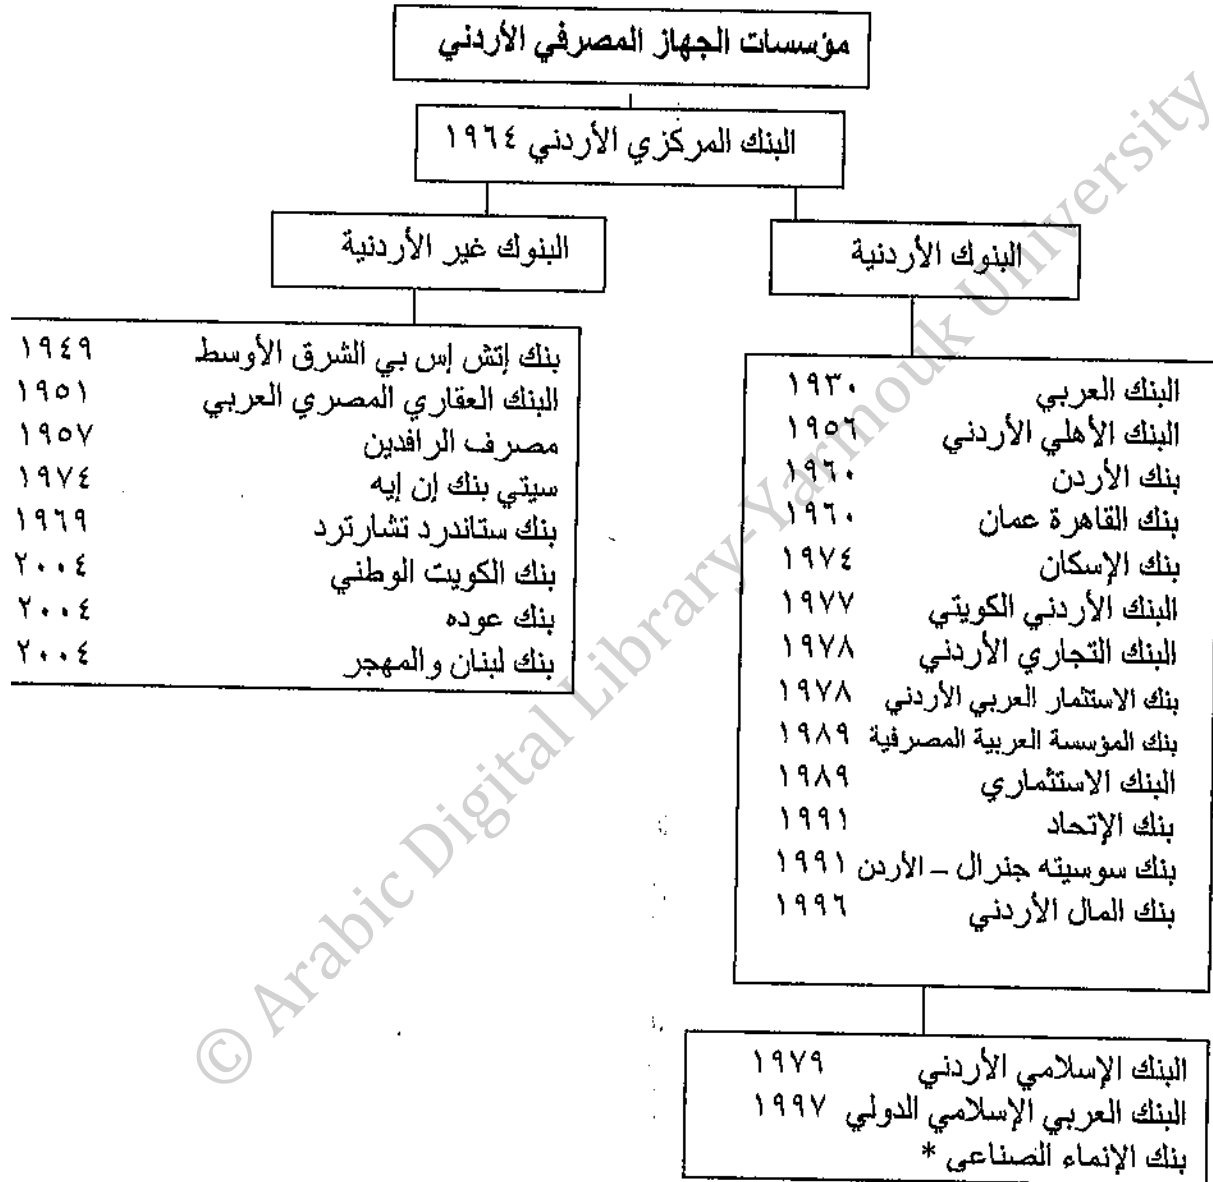 مؤسسات الجهاز المصرفي الأردني
البنك المركزي الأردني ١٩٦٤
البنوك الأردنية
البنوك غير الأردنية
البنك العربي ١٩٣٠
البنك الأهلي الأردني ١٩٥٦
بنك الأردن ١٩٦٠
بنك القاهرة عمان ١٩٦٠
بنك الإسكان ١٩٧٤
البنك الأردني الكويتي ١٩٧٧
البنك التجاري الأردني ١٩٧٨
بنك الاستثمار العربي الأردني ١٩٧٨
بنك المؤسسة العربية المصرفية ١٩٨٩
البنك الاستثماري ١٩٨٩
بنك الإتحاد ١٩٩١
بنك سوسيته جنرال – الأردن ١٩٩١
بنك المال الأردني ١٩٩٦
البنك الإسلامي الأردني ١٩٧٩
البنك العربي الإسلامي الدولي ١٩٩٧
بنك الإنماء الصناعي *
بنك إتش إس بي الشرق الأوسط ١٩٤٩
البنك العقاري المصري العربي ١٩٥١
مصرف الرافدين ١٩٥٧
سيتي بنك إن إيه ١٩٧٤
بنك ستاندرد تشارترد ١٩٦٩
بنك الكويت الوطني ٢٠٠٤
بنك عوده ٢٠٠٤
بنك لبنان والمهجر ٢٠٠٤
© Arabic Digital Library-Yarmouk University